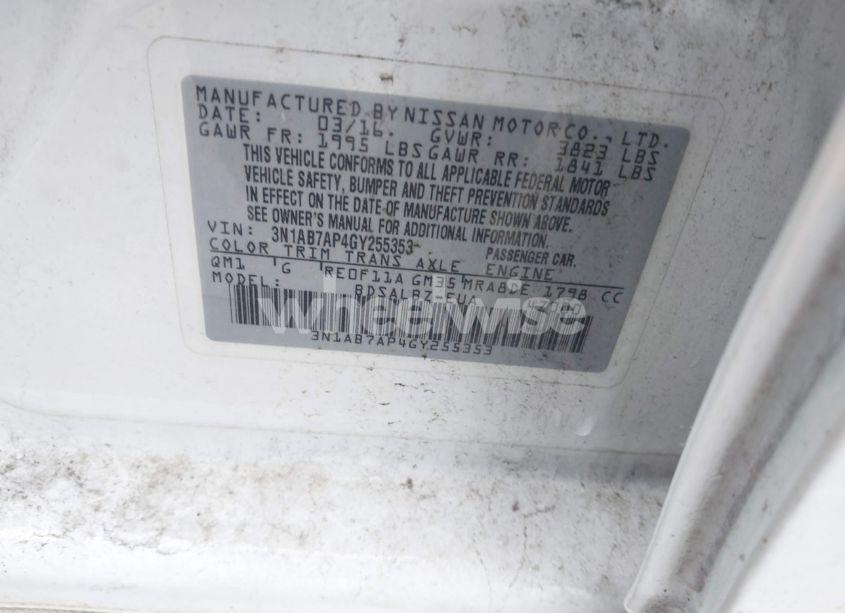 MANUFACTURED BY NISSAN MOTOR CO., LTD.
DATE: 03/16 GVWR: 3823 LBS
GAWR FR: 1995 LBS GAWR RR: 1841 LBS
THIS VEHICLE CONFORMS TO ALL APPLICABLE FEDERAL MOTOR
VEHICLE SAFETY, BUMPER AND THEFT PREVENTION STANDARDS
IN EFFECT ON THE DATE OF MANUFACTURE SHOWN ABOVE.
SEE OWNER'S MANUAL FOR ADDITIONAL INFORMATION.
VIN: 3N1AB7AP4GY255353 PASSENGER CAR.
COLOR TRIM TRANS AXLE ENGINE
QM1 G RE0F11A GM35 MRA8DE 1798 CC
MODEL:
wheelwise
3N1AB7AP4GY255353